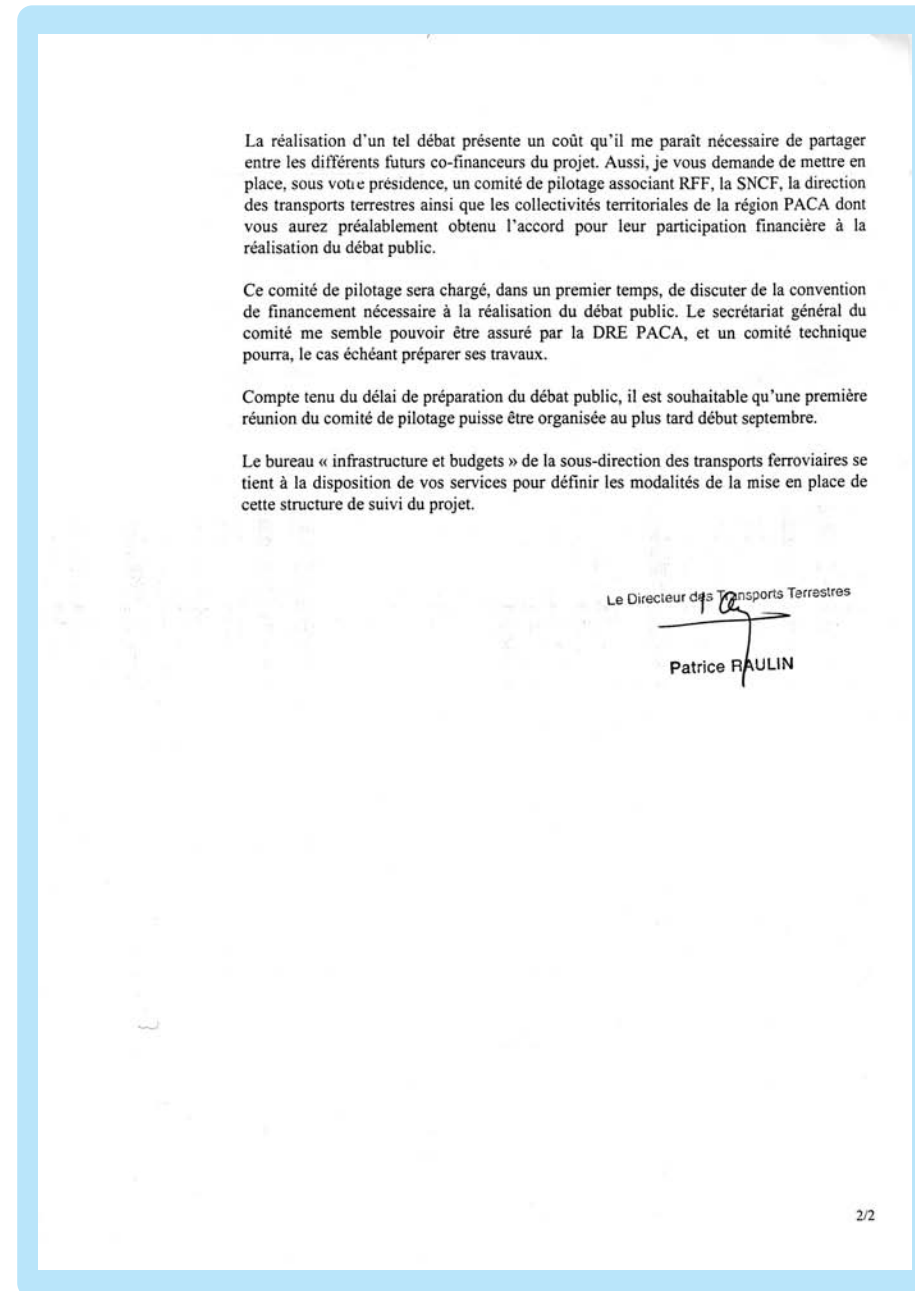 La réalisation d'un tel débat présente un coût qu'il me paraît nécessaire de partager
entre les différents futurs co-financeurs du projet. Aussi, je vous demande de mettre en
place, sous votre présidence, un comité de pilotage associant RFF, la SNCF, la direction
des transports terrestres ainsi que les collectivités territoriales de la région PACA dont
vous aurez préalablement obtenu l'accord pour leur participation financière à la
réalisation du débat public.
Ce comité de pilotage sera chargé, dans un premier temps, de discuter de la convention
de financement nécessaire à la réalisation du débat public. Le secrétariat général du
comité me semble pouvoir être assuré par la DRE PACA, et un comité technique
pourra, le cas échéant préparer ses travaux.
Compte tenu du délai de préparation du débat public, il est souhaitable qu'une première
réunion du comité de pilotage puisse être organisée au plus tard début septembre.
Le bureau « infrastructure et budgets » de la sous-direction des transports ferroviaires se
tient à la disposition de vos services pour définir les modalités de la mise en place de
cette structure de suivi du projet.
Le Directeur des Transports Terrestres
Patrice RAULIN
2/2